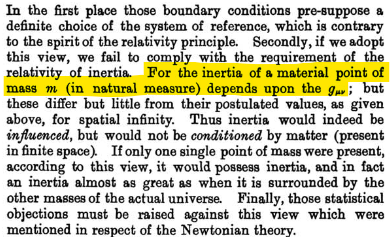 In the first place those boundary conditions pre-suppose a
definite choice of the system of reference, which is contrary
to the spirit of the relativity principle. Secondly, if we adopt
this view, we fail to comply with the requirement of the
relativity of inertia. For the inertia of a material point of
mass m (in natural measure) depends upon the gμν; but
these differ but little from their postulated values, as given
above, for spatial infinity. Thus inertia would indeed be
influenced, but would not be conditioned by matter (present
in finite space). If only one single point of mass were present,
according to this view, it would possess inertia, and in fact
an inertia almost as great as when it is surrounded by the
other masses of the actual universe. Finally, those statistical
objections must be raised against this view which were
mentioned in respect of the Newtonian theory.